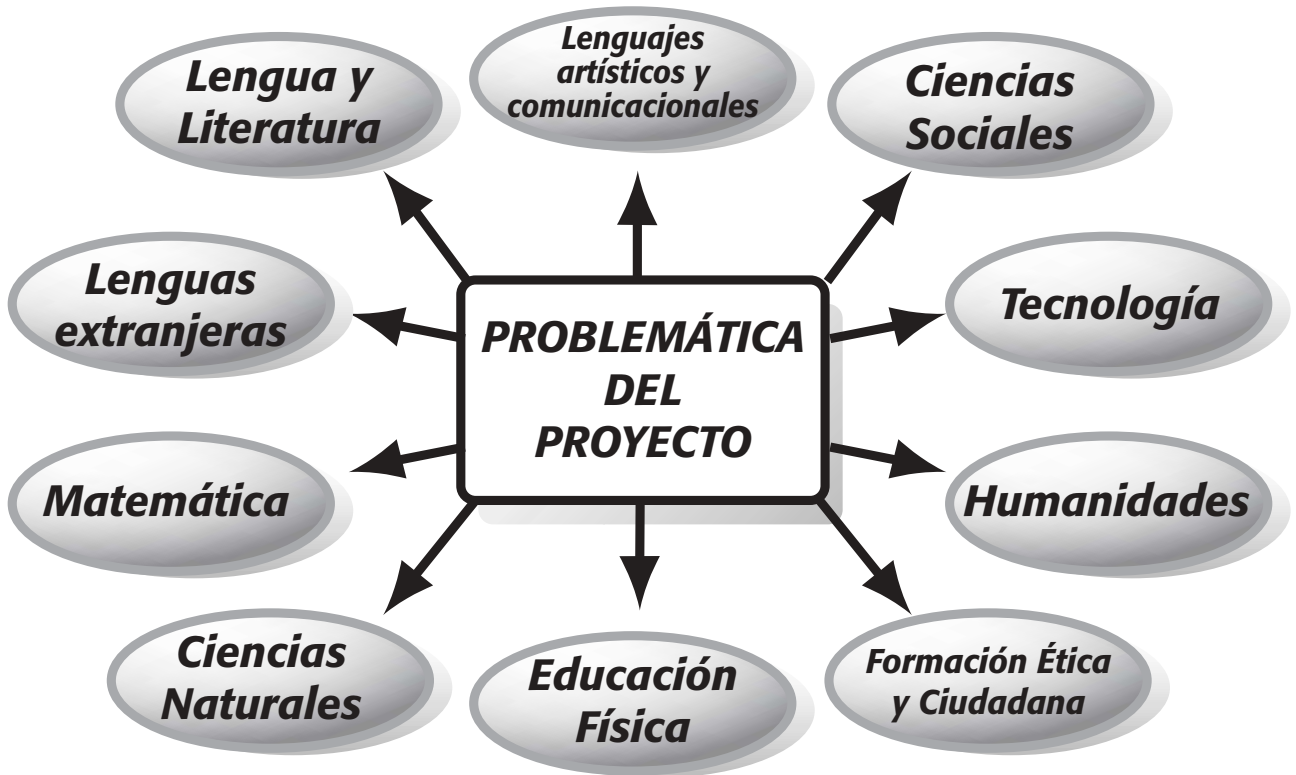 Lengua y
Literatura
Lenguajes
artísticos y
comunicacionales
Ciencias
Sociales
Lenguas
extranjeras
PROBLEMÁTICA
DEL
PROYECTO
Tecnología
Matemática
Humanidades
Ciencias
Naturales
Educación
Física
Formación Ética
y Ciudadana